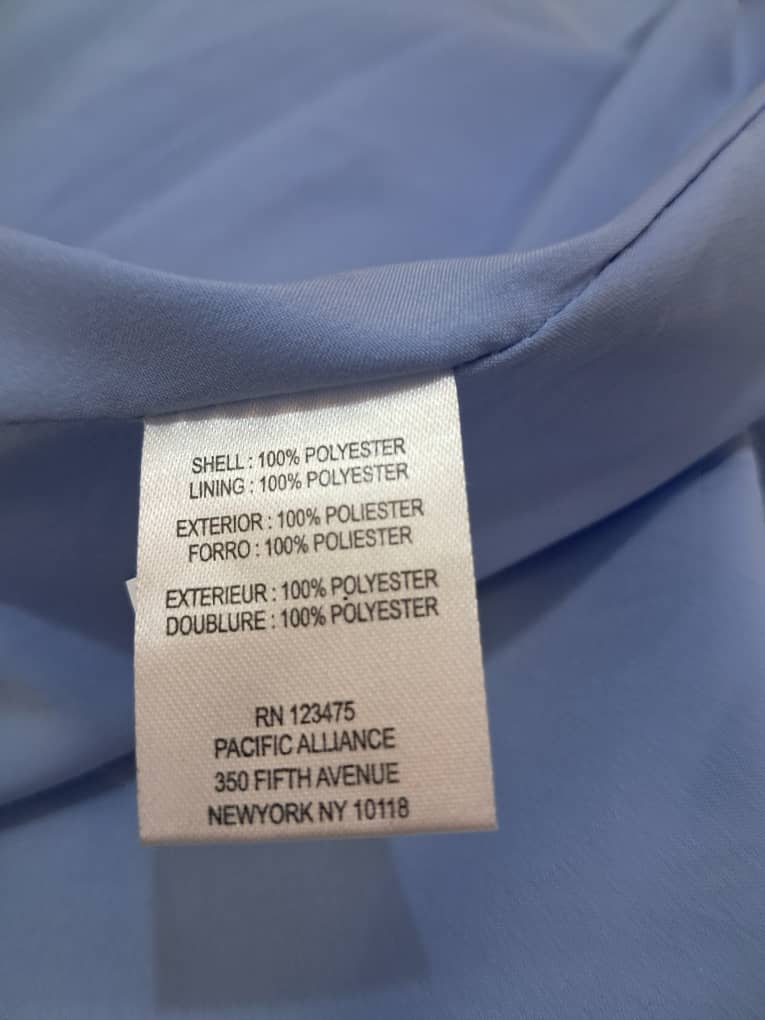 SHELL : 100% POLYESTER
LINING : 100% POLYESTER
EXTERIOR : 100% POLIESTER
FORRO : 100% POLIESTER
EXTERIEUR : 100% POLYESTER
DOUBLURE : 100% POLYESTER
RN 123475
PACIFIC ALLIANCE
350 FIFTH AVENUE
NEWYORK NY 10118